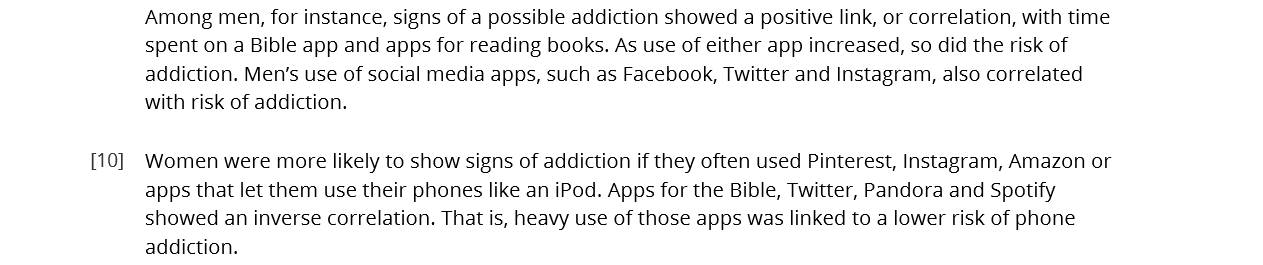 Among men, for instance, signs of a possible addiction showed a positive link, or correlation, with time
spent on a Bible app and apps for reading books. As use of either app increased, so did the risk of
addiction. Men’s use of social media apps, such as Facebook, Twitter and Instagram, also correlated
with risk of addiction.
[10] Women were more likely to show signs of addiction if they often used Pinterest, Instagram, Amazon or
apps that let them use their phones like an iPod. Apps for the Bible, Twitter, Pandora and Spotify
showed an inverse correlation. That is, heavy use of those apps was linked to a lower risk of phone
addiction.